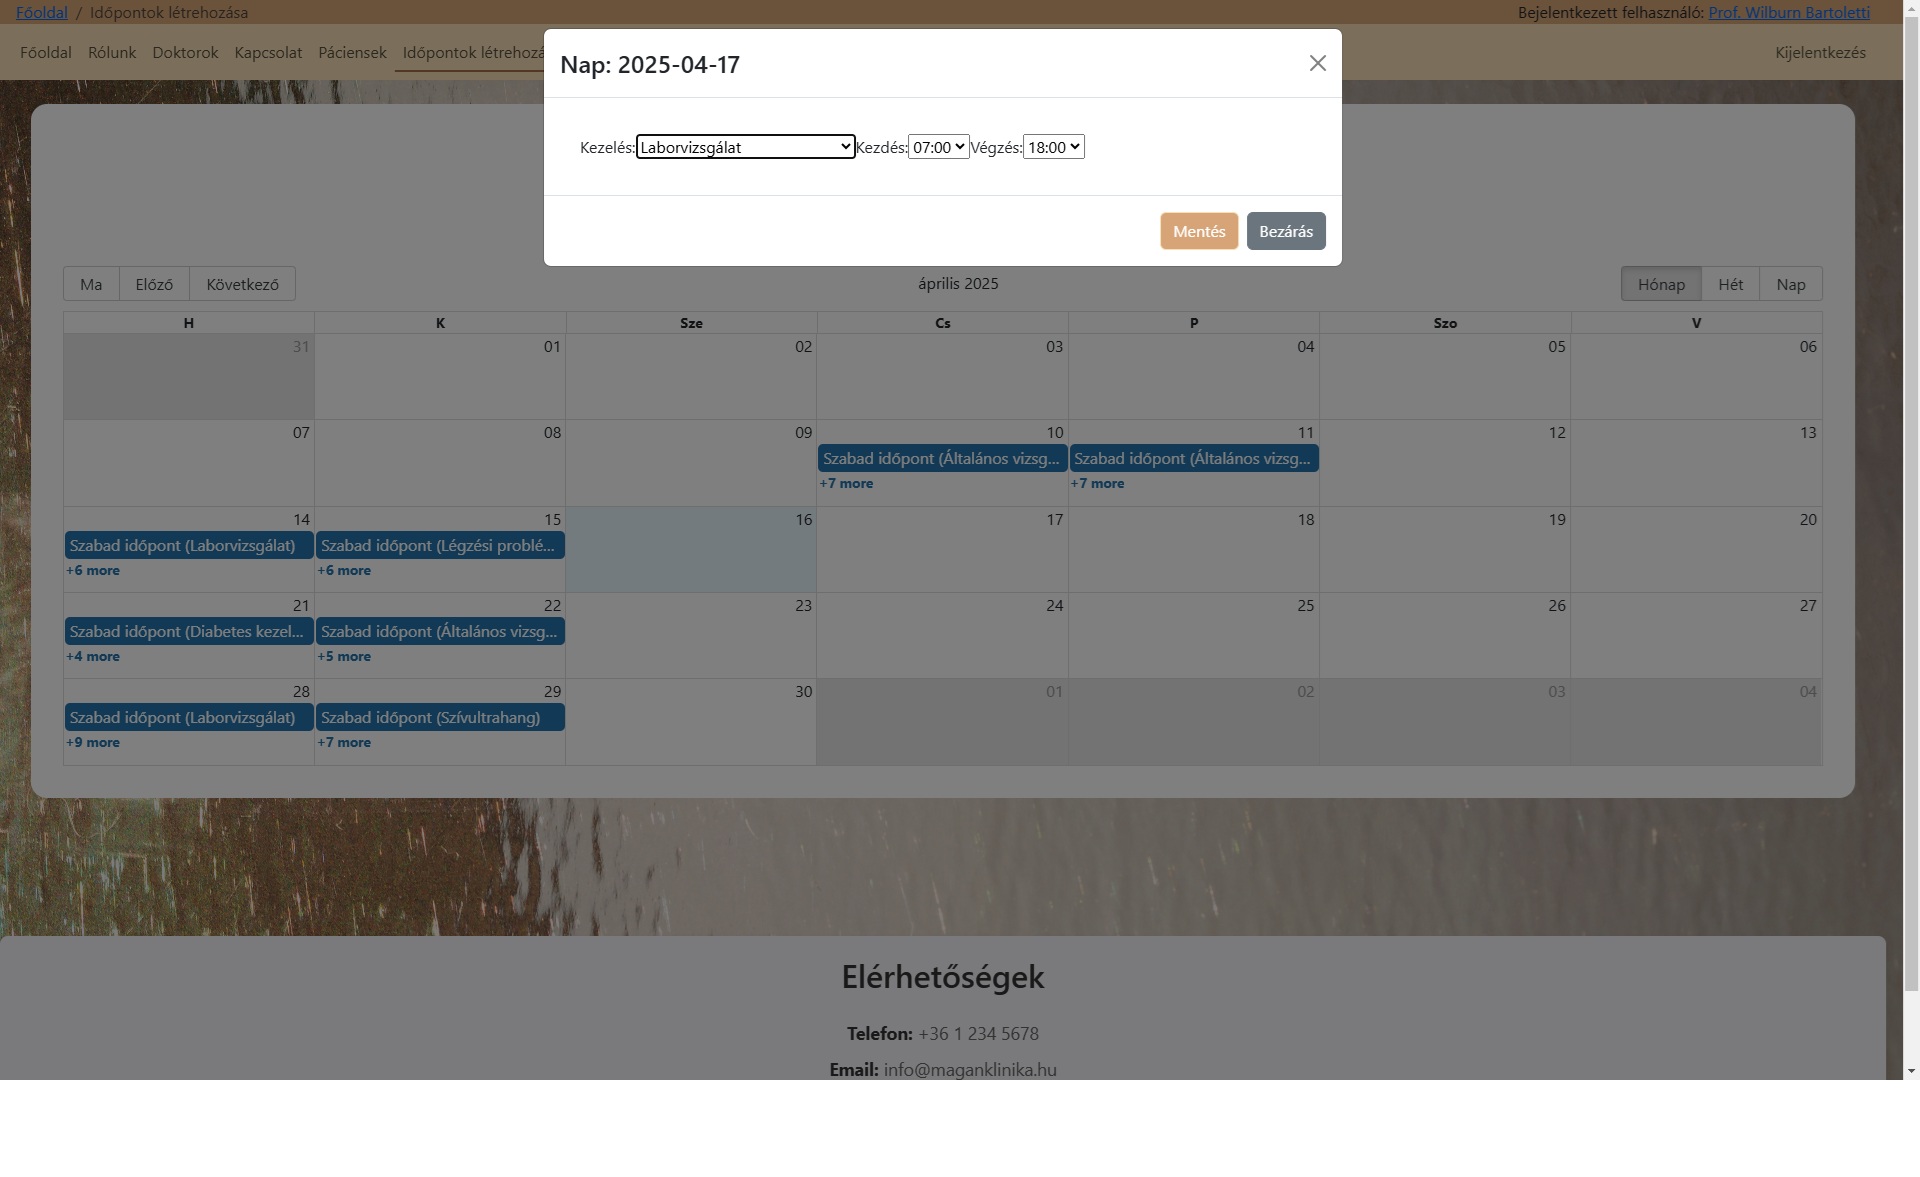 Főoldal / Időpontok létrehozása
Bejelentkezett felhasználó: Prof. Wilburn Bartoletti
Főoldal Rólunk Doktorok Kapcsolat Páciensek Időpontok létrehozá
Kijelentkezés
Nap: 2025-04-17
Kezelés: Laborvizsgálat Kezdés: 07:00 Végzés: 18:00
Mentés Bezárás
Ma Előző Következő
április 2025
Hónap Hét Nap
H K Sze Cs P Szo V
31 01 02 03 04 05 06
07 08 09 10 11 12 13
Szabad időpont (Általános vizsg... Szabad időpont (Általános vizsg...
+7 more +7 more
14 15 16 17 18 19 20
Szabad időpont (Laborvizsgálat) Szabad időpont (Légzési problé...
+6 more +6 more
21 22 23 24 25 26 27
Szabad időpont (Diabetes kezel... Szabad időpont (Általános vizsg...
+4 more +5 more
28 29 30 01 02 03 04
Szabad időpont (Laborvizsgálat) Szabad időpont (Szívultrahang)
+9 more +7 more
Elérhetőségek
Telefon: +36 1 234 5678
Email: info@maganklinika.hu